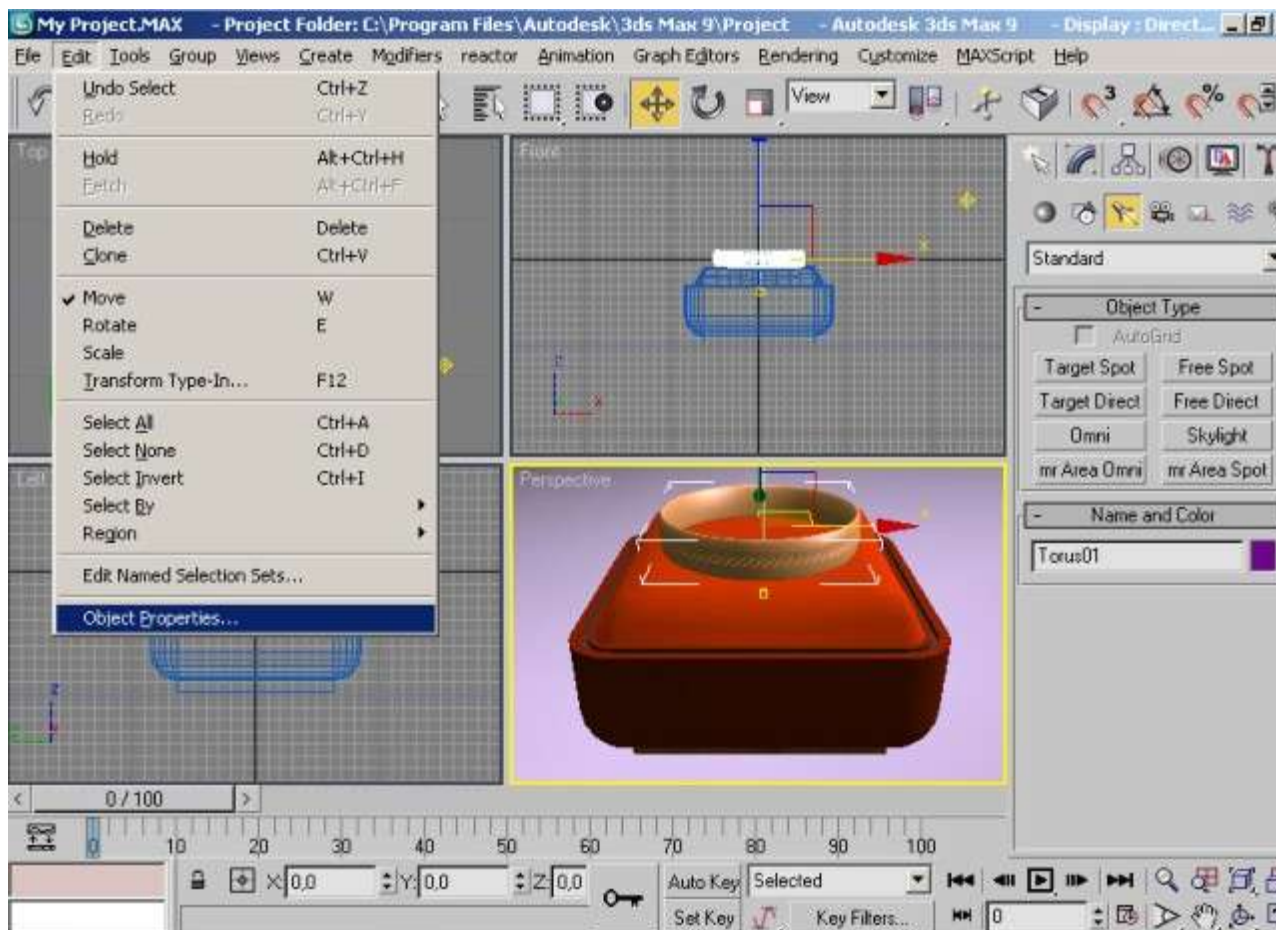 My Project.MAX - Project Folder: C:\Program Files\Autodesk\3ds Max 9\Project - Autodesk 3ds Max 9 - Display : Direct...
File Edit Tools Group Views Create Modifiers reactor Animation Graph Editors Rendering Customize MAXScript Help
Undo Select Ctrl+Z
Redo Ctrl+Y
View
Hold Alt+Ctrl+H
Fetch Alt+Ctrl+F
Delete Delete
Clone Ctrl+V
Move W
Rotate E
Scale
Transform Type-In... F12
Select All Ctrl+A
Select None Ctrl+D
Select Invert Ctrl+I
Select By
Region
Edit Named Selection Sets...
Object Properties...
Top
Front
Left
Perspective
Standard
- Object Type
AutoGrid
Target Spot Free Spot
Target Direct Free Direct
Omni Skylight
mr Area Omni mr Area Spot
- Name and Color
Torus01
0 / 100
0 10 20 30 40 50 60 70 80 90 100
X: 0,0 Y: 0,0 Z: 0,0 Auto Key Selected
Set Key Key Filters... 0